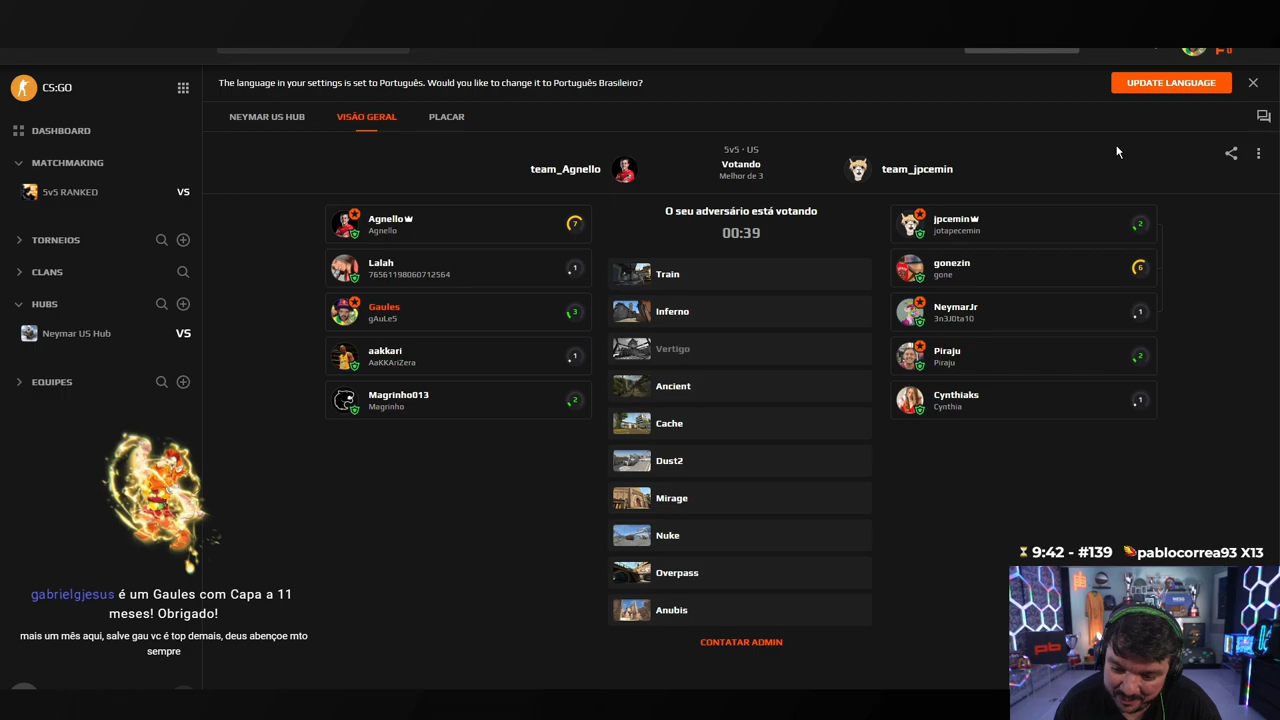 CS:GO
The language in your settings is set to Português. Would you like to change it to Português Brasileiro?
UPDATE LANGUAGE
NEYMAR US HUB
VISÃO GERAL
PLACAR
DASHBOARD
MATCHMAKING
5v5 RANKED
VS
TORNEIOS
CLANS
HUBS
Neymar US Hub
VS
EQUIPES
team_Agnello
5v5 · US
Votando
Melhor de 3
team_jpcemin
Agnello
Agnello
7
Lalah
76561198060712564
1
Gaules
gAuLeS
3
aakkari
AaKKAriZera
1
Magrinho013
Magrinho
2
O seu adversário está votando
00:39
Train
Inferno
Vertigo
Ancient
Cache
Dust2
Mirage
Nuke
Overpass
Anubis
CONTATAR ADMIN
jpcemin
jotapecemin
2
gonezin
gone
6
NeymarJr
3n3J0ta10
1
Piraju
Piraju
2
Cynthiaks
Cynthia
1
gabrielgjesus é um Gaules com Capa a 11
meses! Obrigado!
mais um mês aqui, salve gau vc é top demais, deus abençoe mto
sempre
9:42 - #139
pablocorrea93 X13